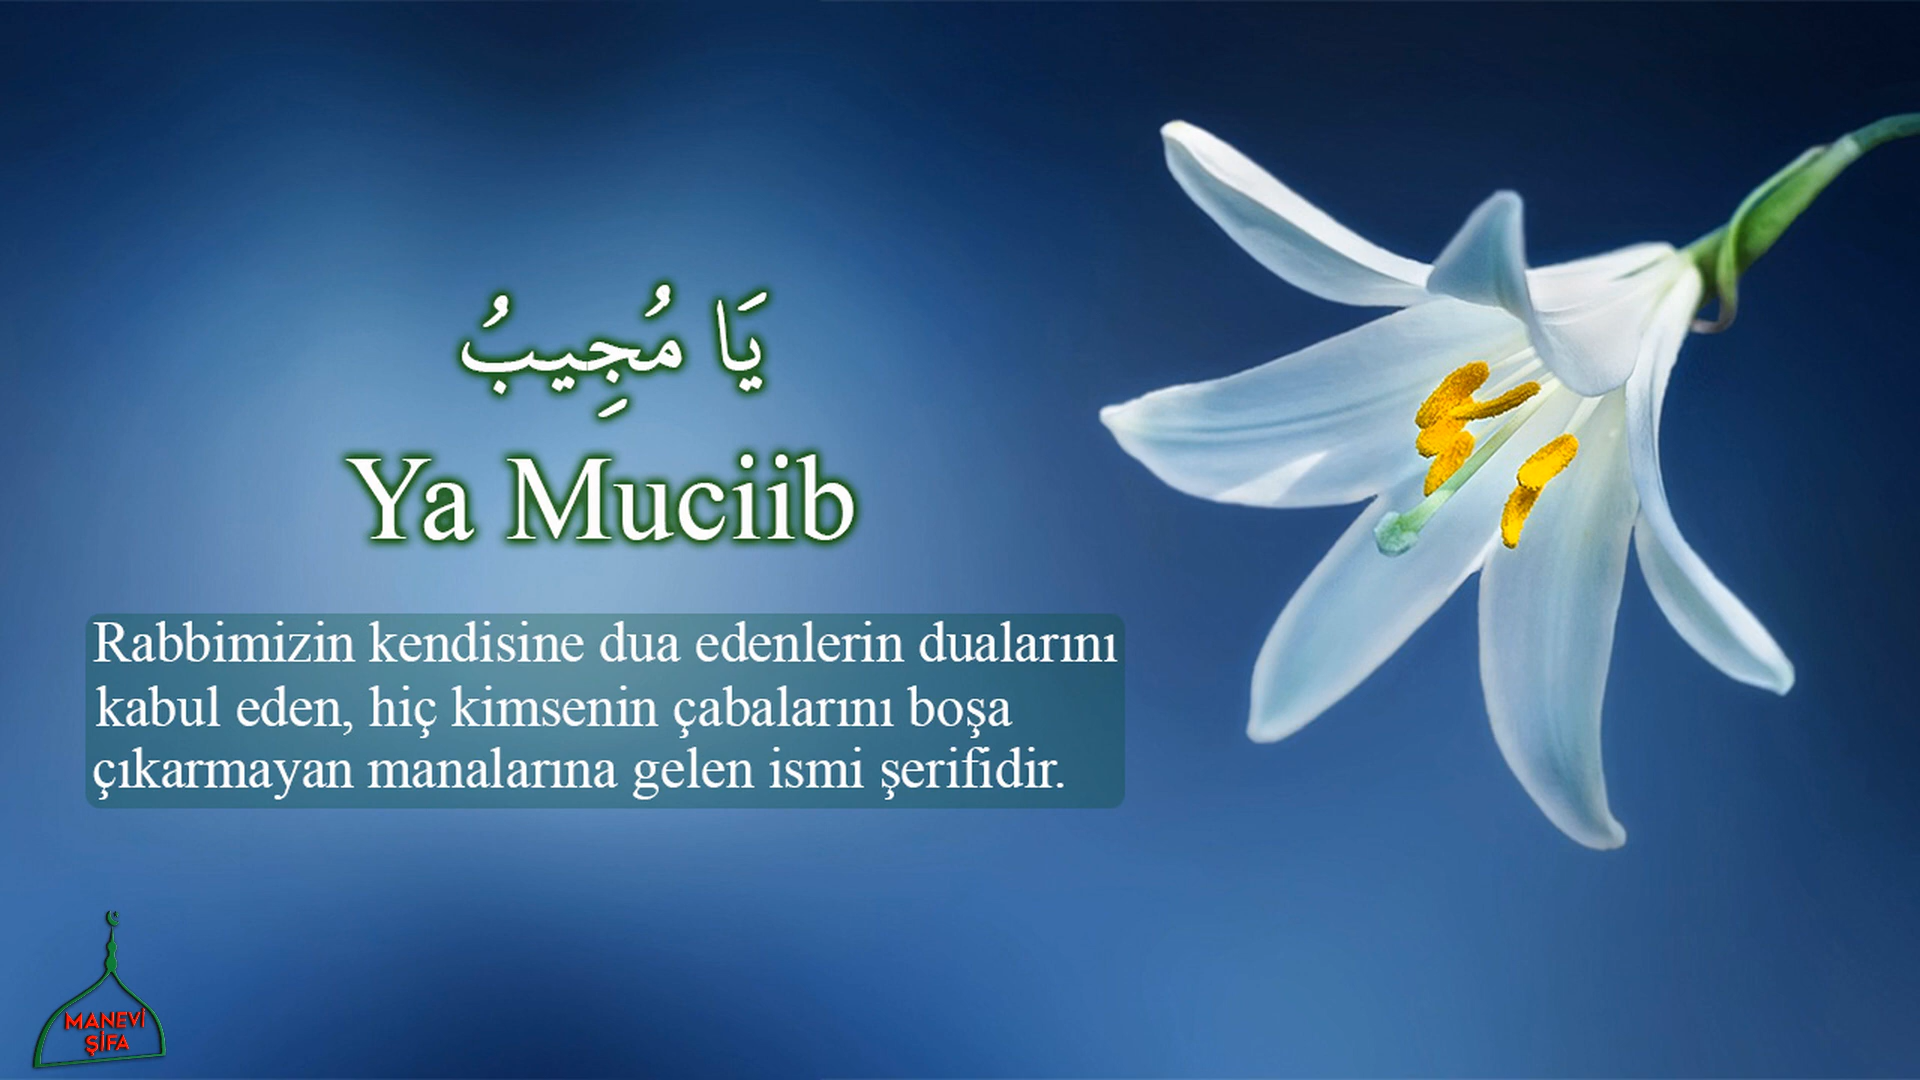 يَا مُجِيبُ
Ya Muciib
Rabbimizin kendisine dua edenlerin dualarını
kabul eden, hiç kimsenin çabalarını boşa
çıkarmayan manalarına gelen ismi şerifidir.
MANEVİ
ŞİFA